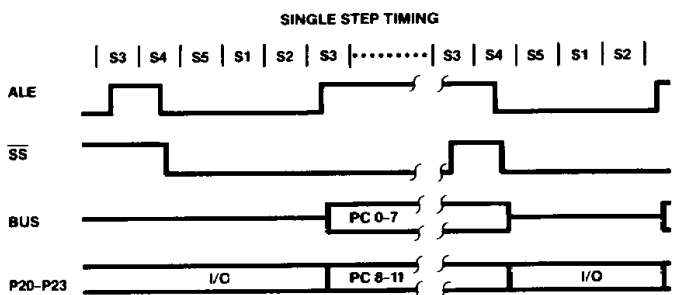 SINGLE STEP TIMING
| S3 | S4 | S5 | S1 | S2 | S3 |·········| S3 | S4 | S5 | S1 | S2 |
ALE
SS
BUS PC 0–7
P20–P23 I/O PC 8–11 I/O